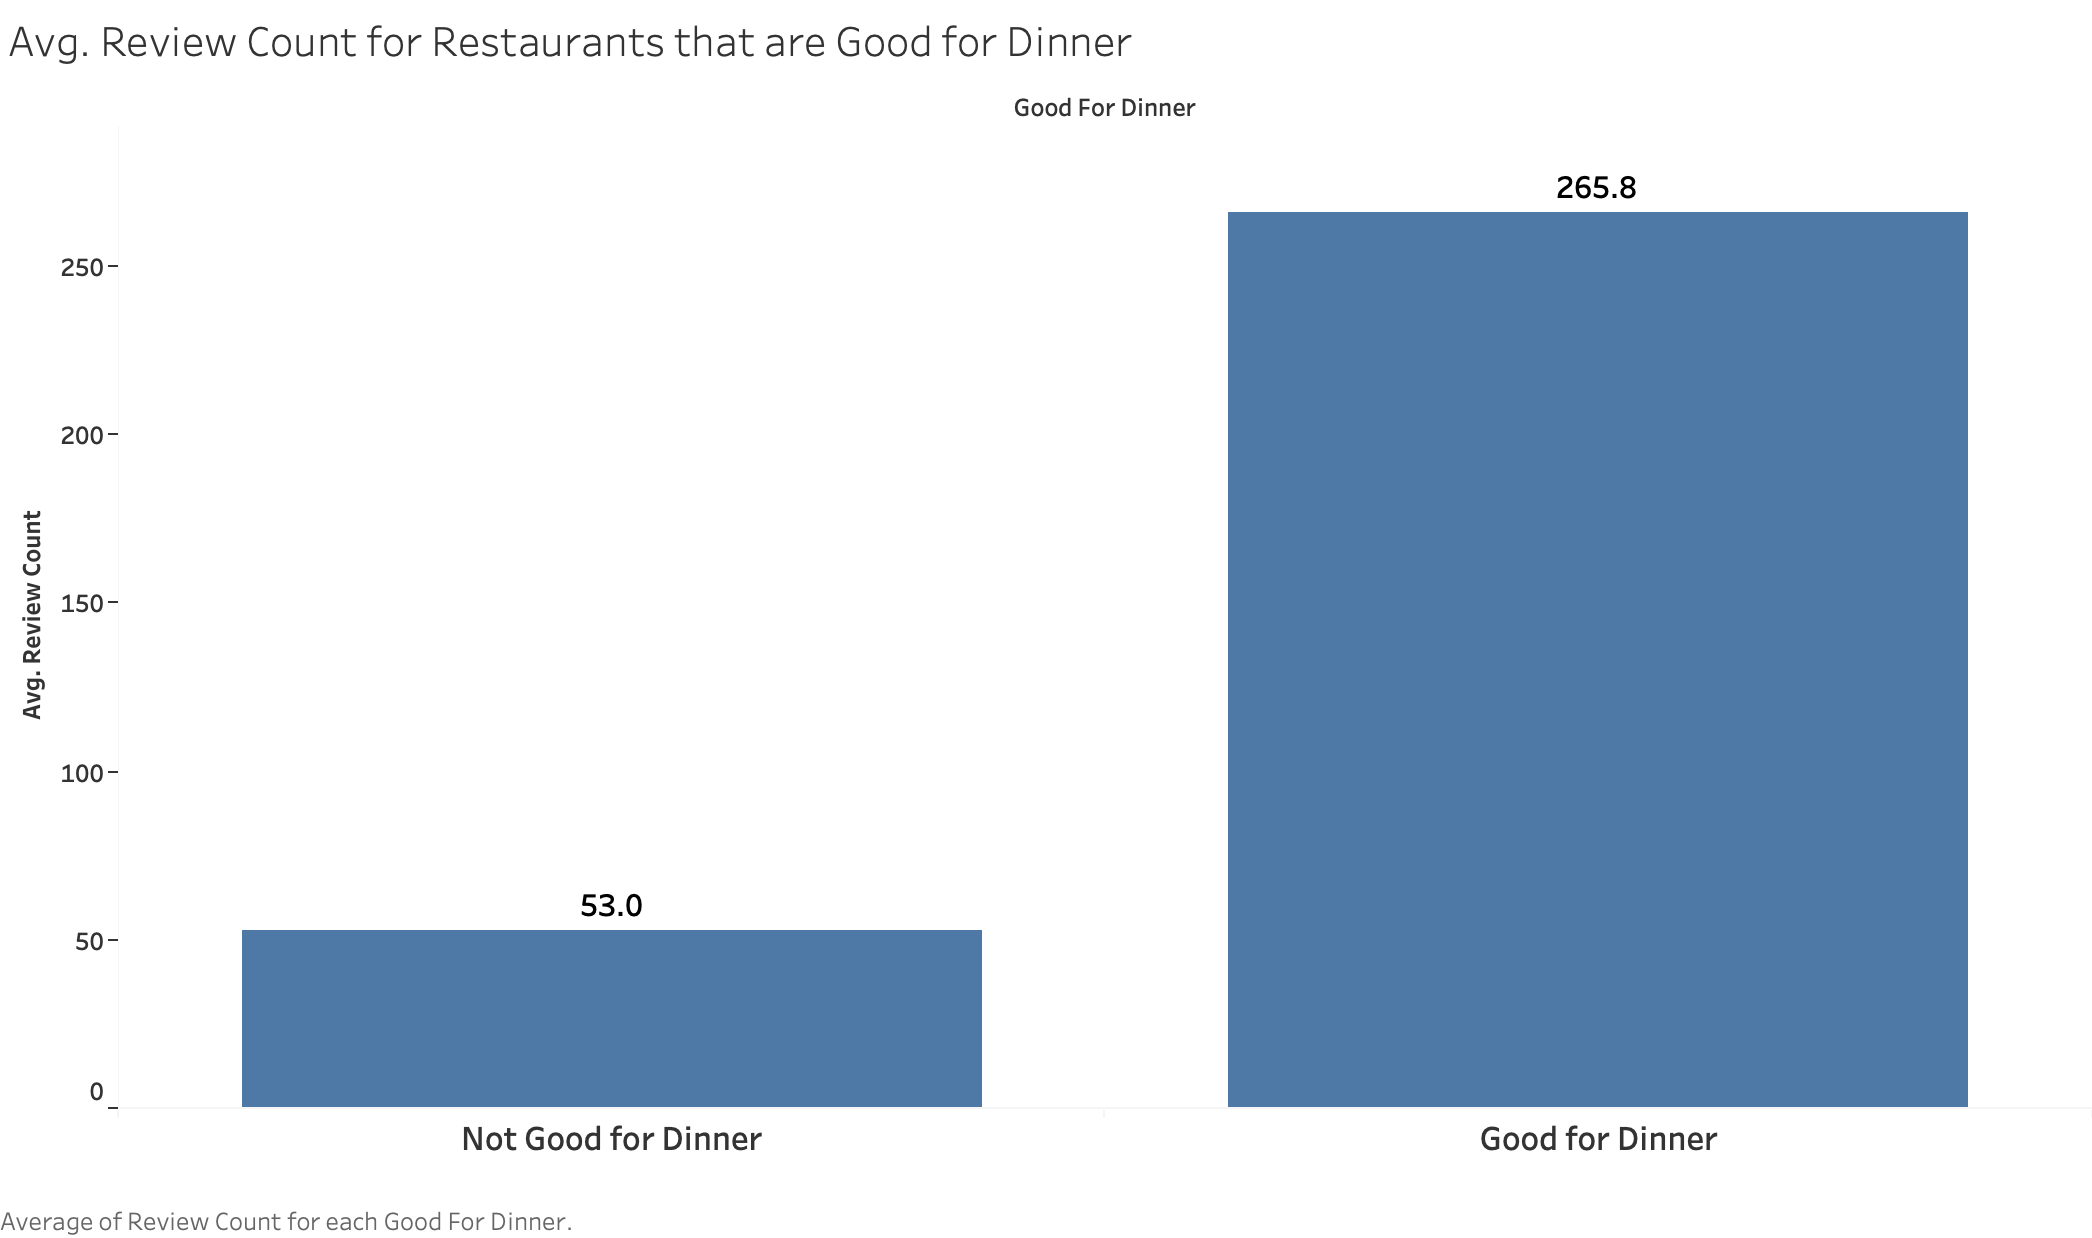 Avg. Review Count for Restaurants that are Good for Dinner
Good For Dinner
265.8
250
200
150
Avg. Review Count
100
53.0
50
0
Not Good for Dinner
Good for Dinner
Average of Review Count for each Good For Dinner.